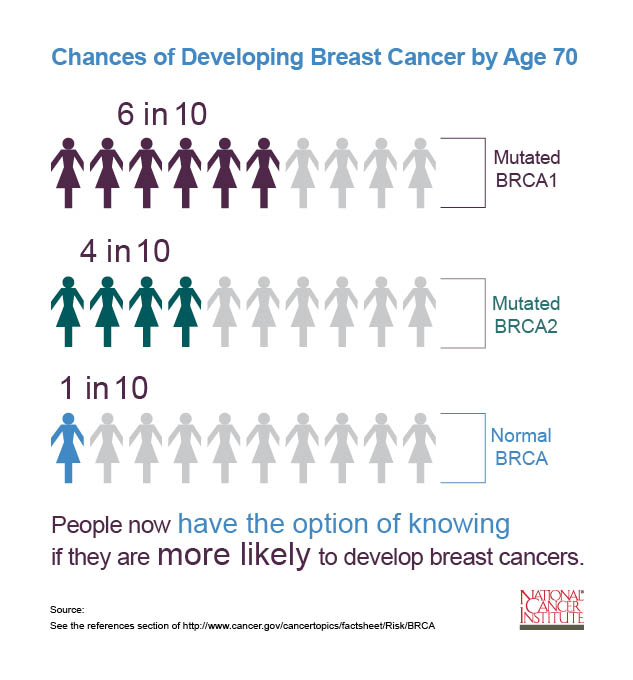 Chances of Developing Breast Cancer by Age 70
6 in 10
Mutated
BRCA1
4 in 10
Mutated
BRCA2
1 in 10
Normal
BRCA
People now have the option of knowing
if they are more likely to develop breast cancers.
Source:
See the references section of http://www.cancer.gov/cancertopics/factsheet/Risk/BRCA
NATIONAL
CANCER
INSTITUTE